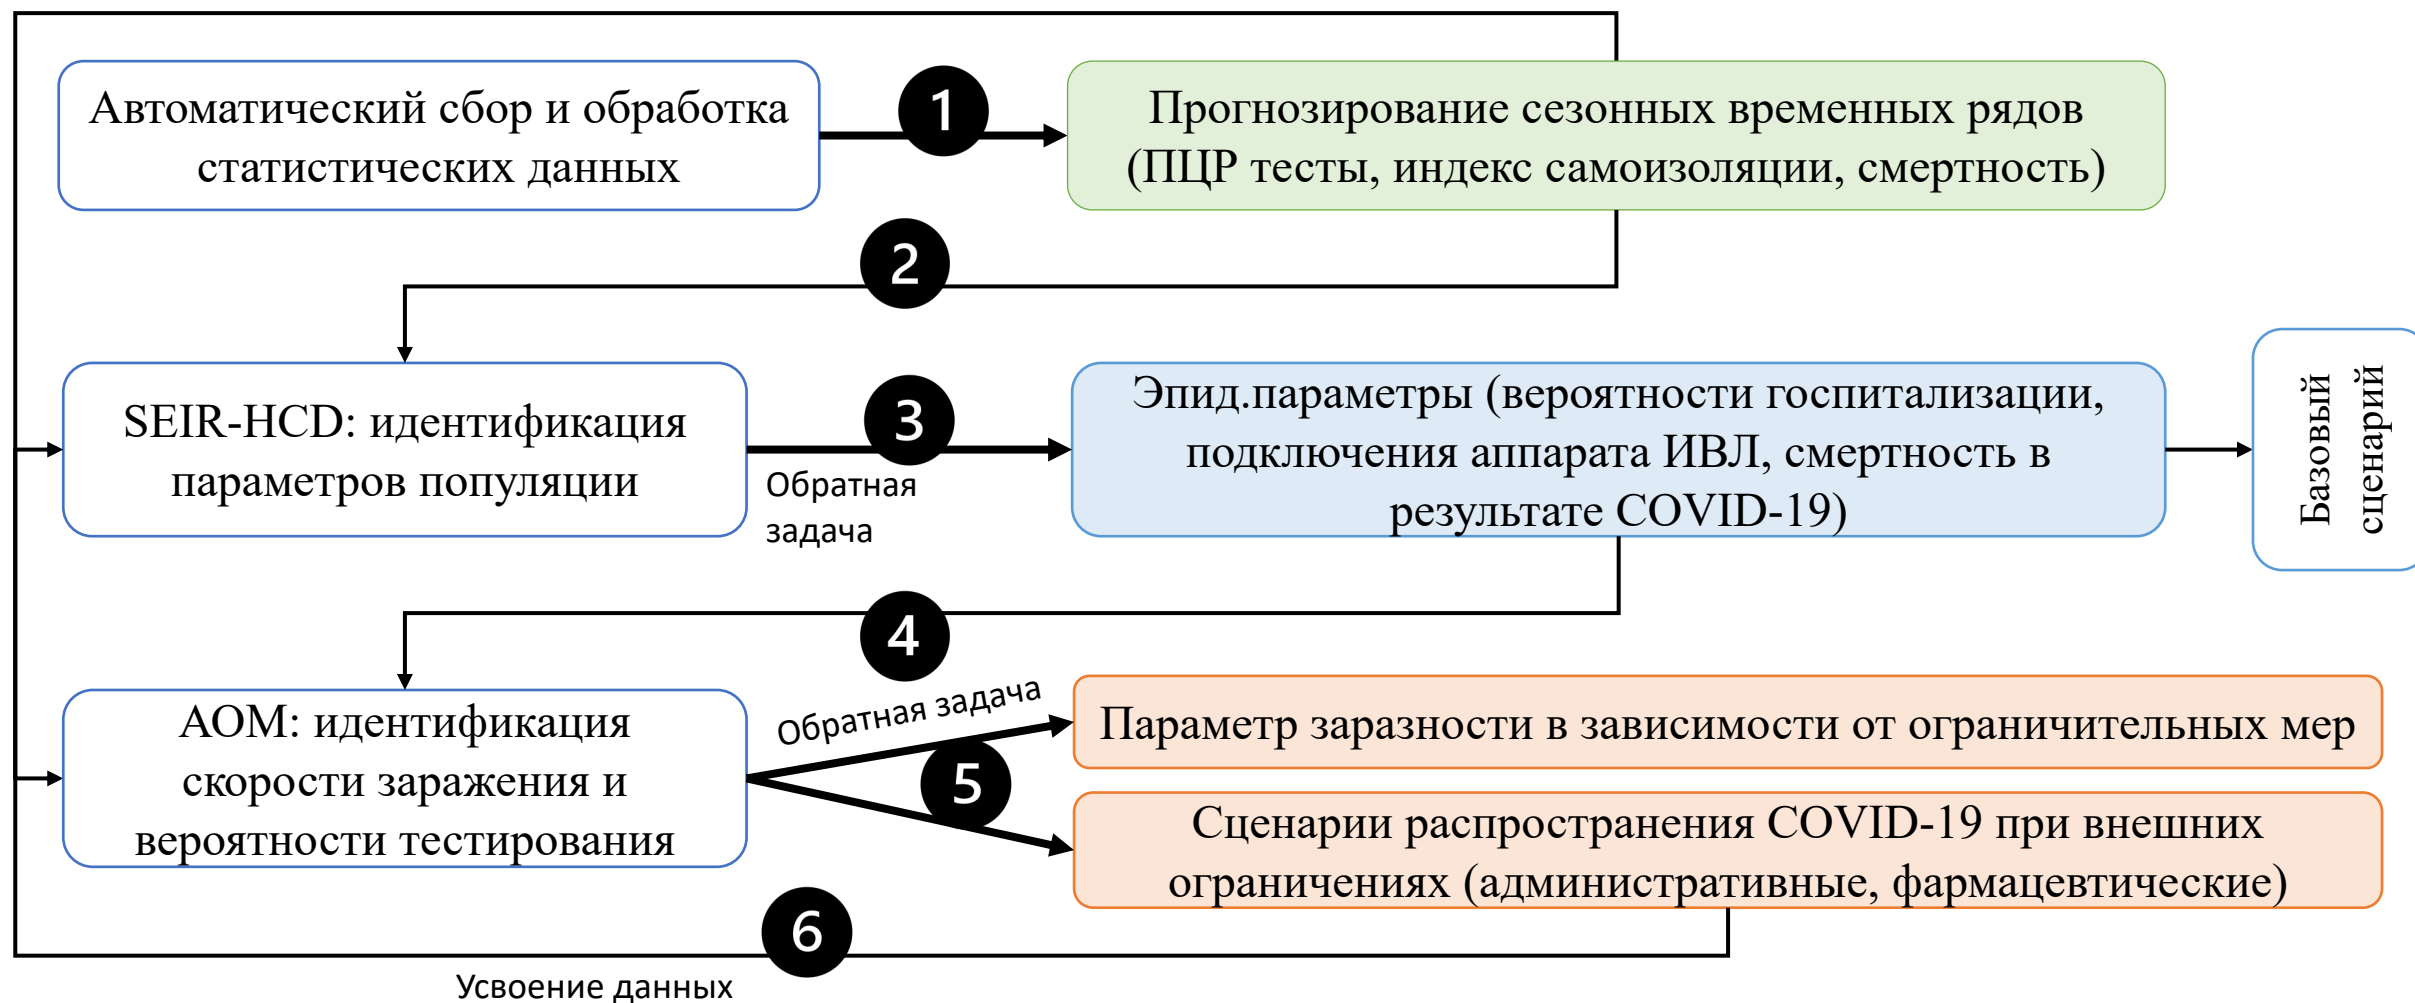 Автоматический сбор и обработка
статистических данных
1
Прогнозирование сезонных временных рядов
(ПЦР тесты, индекс самоизоляции, смертность)
2
SEIR-HCD: идентификация
параметров популяции
3
Обратная
задача
Эпид.параметры (вероятности госпитализации,
подключения аппарата ИВЛ, смертность в
результате COVID-19)
Базовый
сценарий
4
АОМ: идентификация
скорости заражения и
вероятности тестирования
Обратная задача
5
Параметр заразности в зависимости от ограничительных мер
Сценарии распространения COVID-19 при внешних
ограничениях (административные, фармацевтические)
6
Усвоение данных